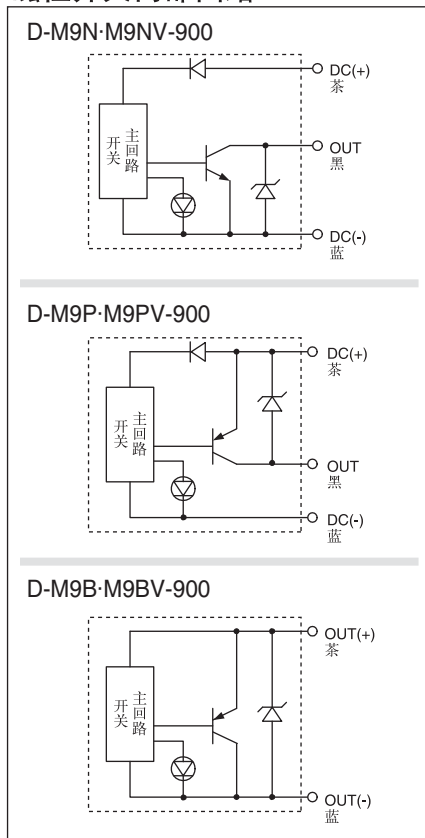 D-M9N·M9NV-900
DC(+)
茶
开关
主回路
OUT
黑
DC(-)
蓝
D-M9P·M9PV-900
DC(+)
茶
开关
主回路
OUT
黑
DC(-)
蓝
D-M9B·M9BV-900
OUT(+)
茶
开关
主回路
OUT(-)
蓝